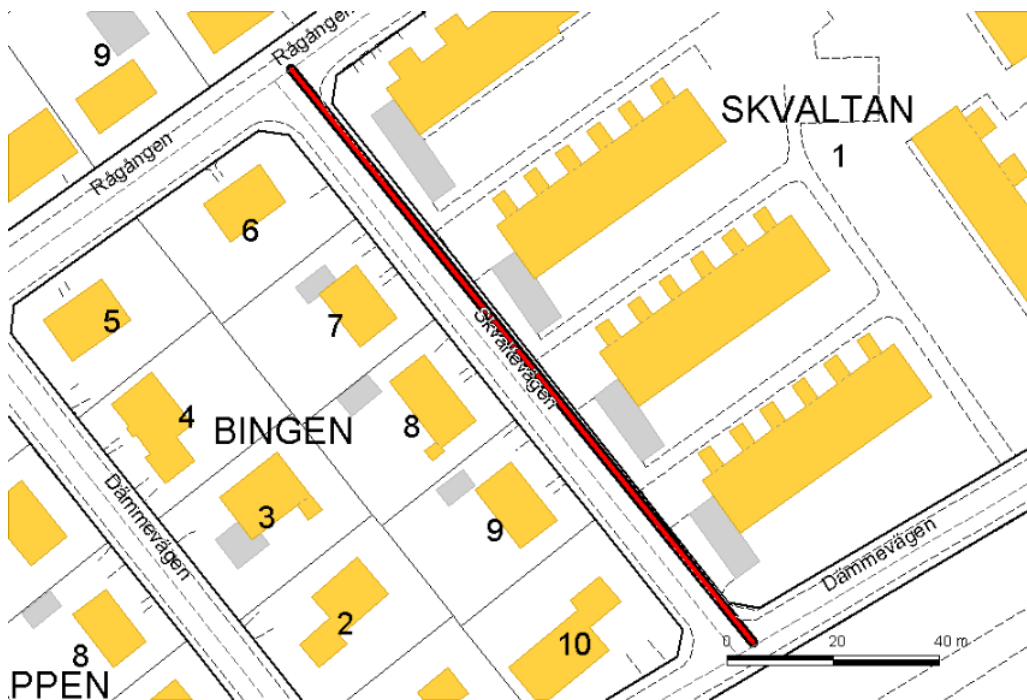 Rågången
9
SKVALTAN
1
Rågången
6
5
7
Skvaltevägen
4
BINGEN
8
3
9
Dämmevägen
Dämmevägen
2
10
8
0 20 40 m
PPEN